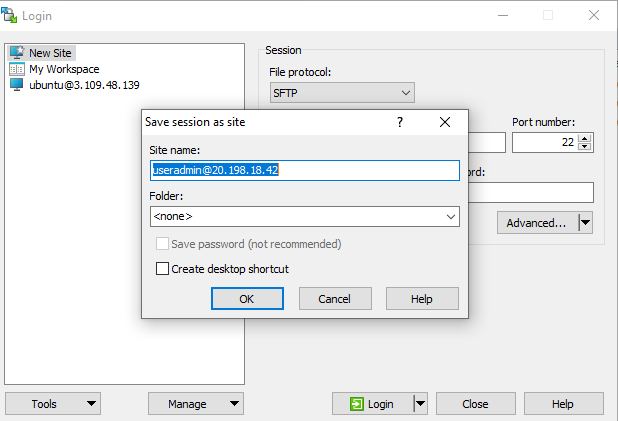 Login
New Site
My Workspace
ubuntu@3.109.48.139
Session
File protocol:
SFTP
Port number:
22
Advanced...
Save session as site
?
Site name:
useradmin@20.198.18.42
Folder:
<none>
Save password (not recommended)
Create desktop shortcut
OK
Cancel
Help
Tools
Manage
Login
Close
Help